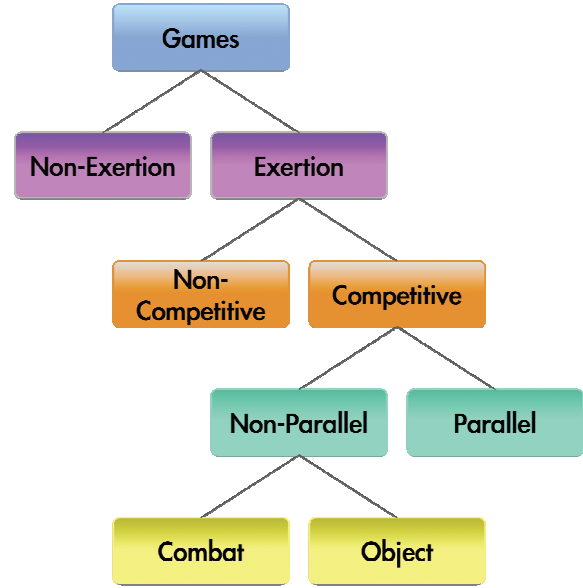 Games
Non-Exertion
Exertion
Non-
Competitive
Competitive
Non-Parallel
Parallel
Combat
Object